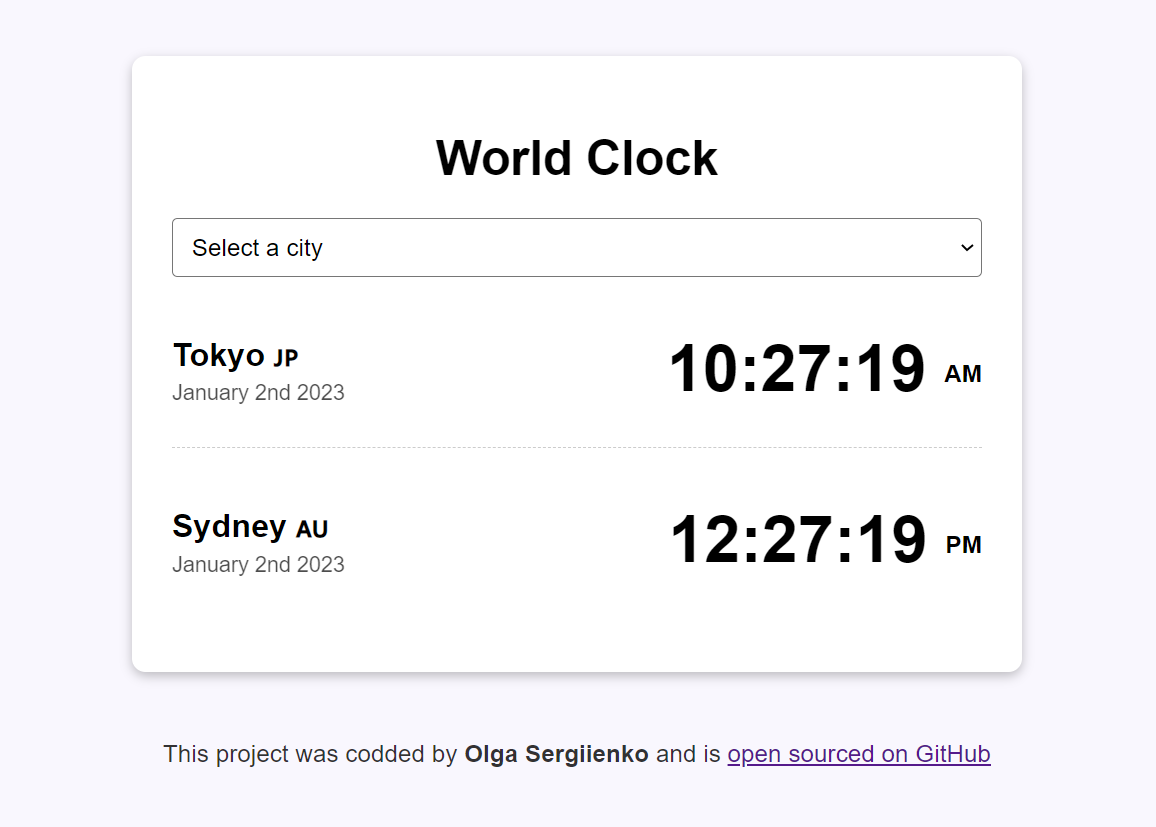 World Clock
Select a city
Tokyo JP
10:27:19 AM
January 2nd 2023
Sydney AU
12:27:19 PM
January 2nd 2023
This project was codded by Olga Sergiienko and is open sourced on GitHub